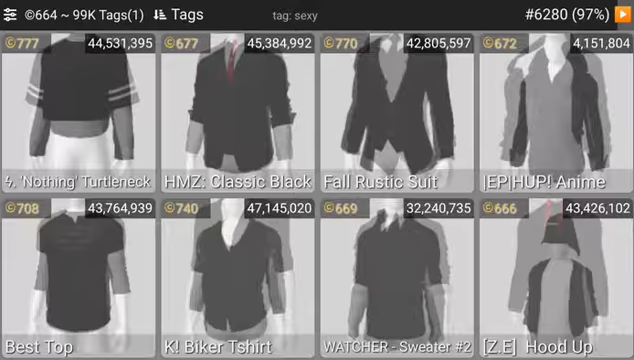 ©664 ~ 99K Tags(1) Tags tag: sexy #6280 (97%)
©777 44,531,395
ϟ. 'Nothing' Turtleneck
©677 45,384,992
HMZ: Classic Black
©770 42,805,597
Fall Rustic Suit
©672 4,151,804
|EP|HUP! Anime
©708 43,764,939
Best Top
©740 47,145,020
K! Biker Tshirt
©669 32,240,735
WATCHER - Sweater #2
©666 43,426,102
[Z.E] Hood Up